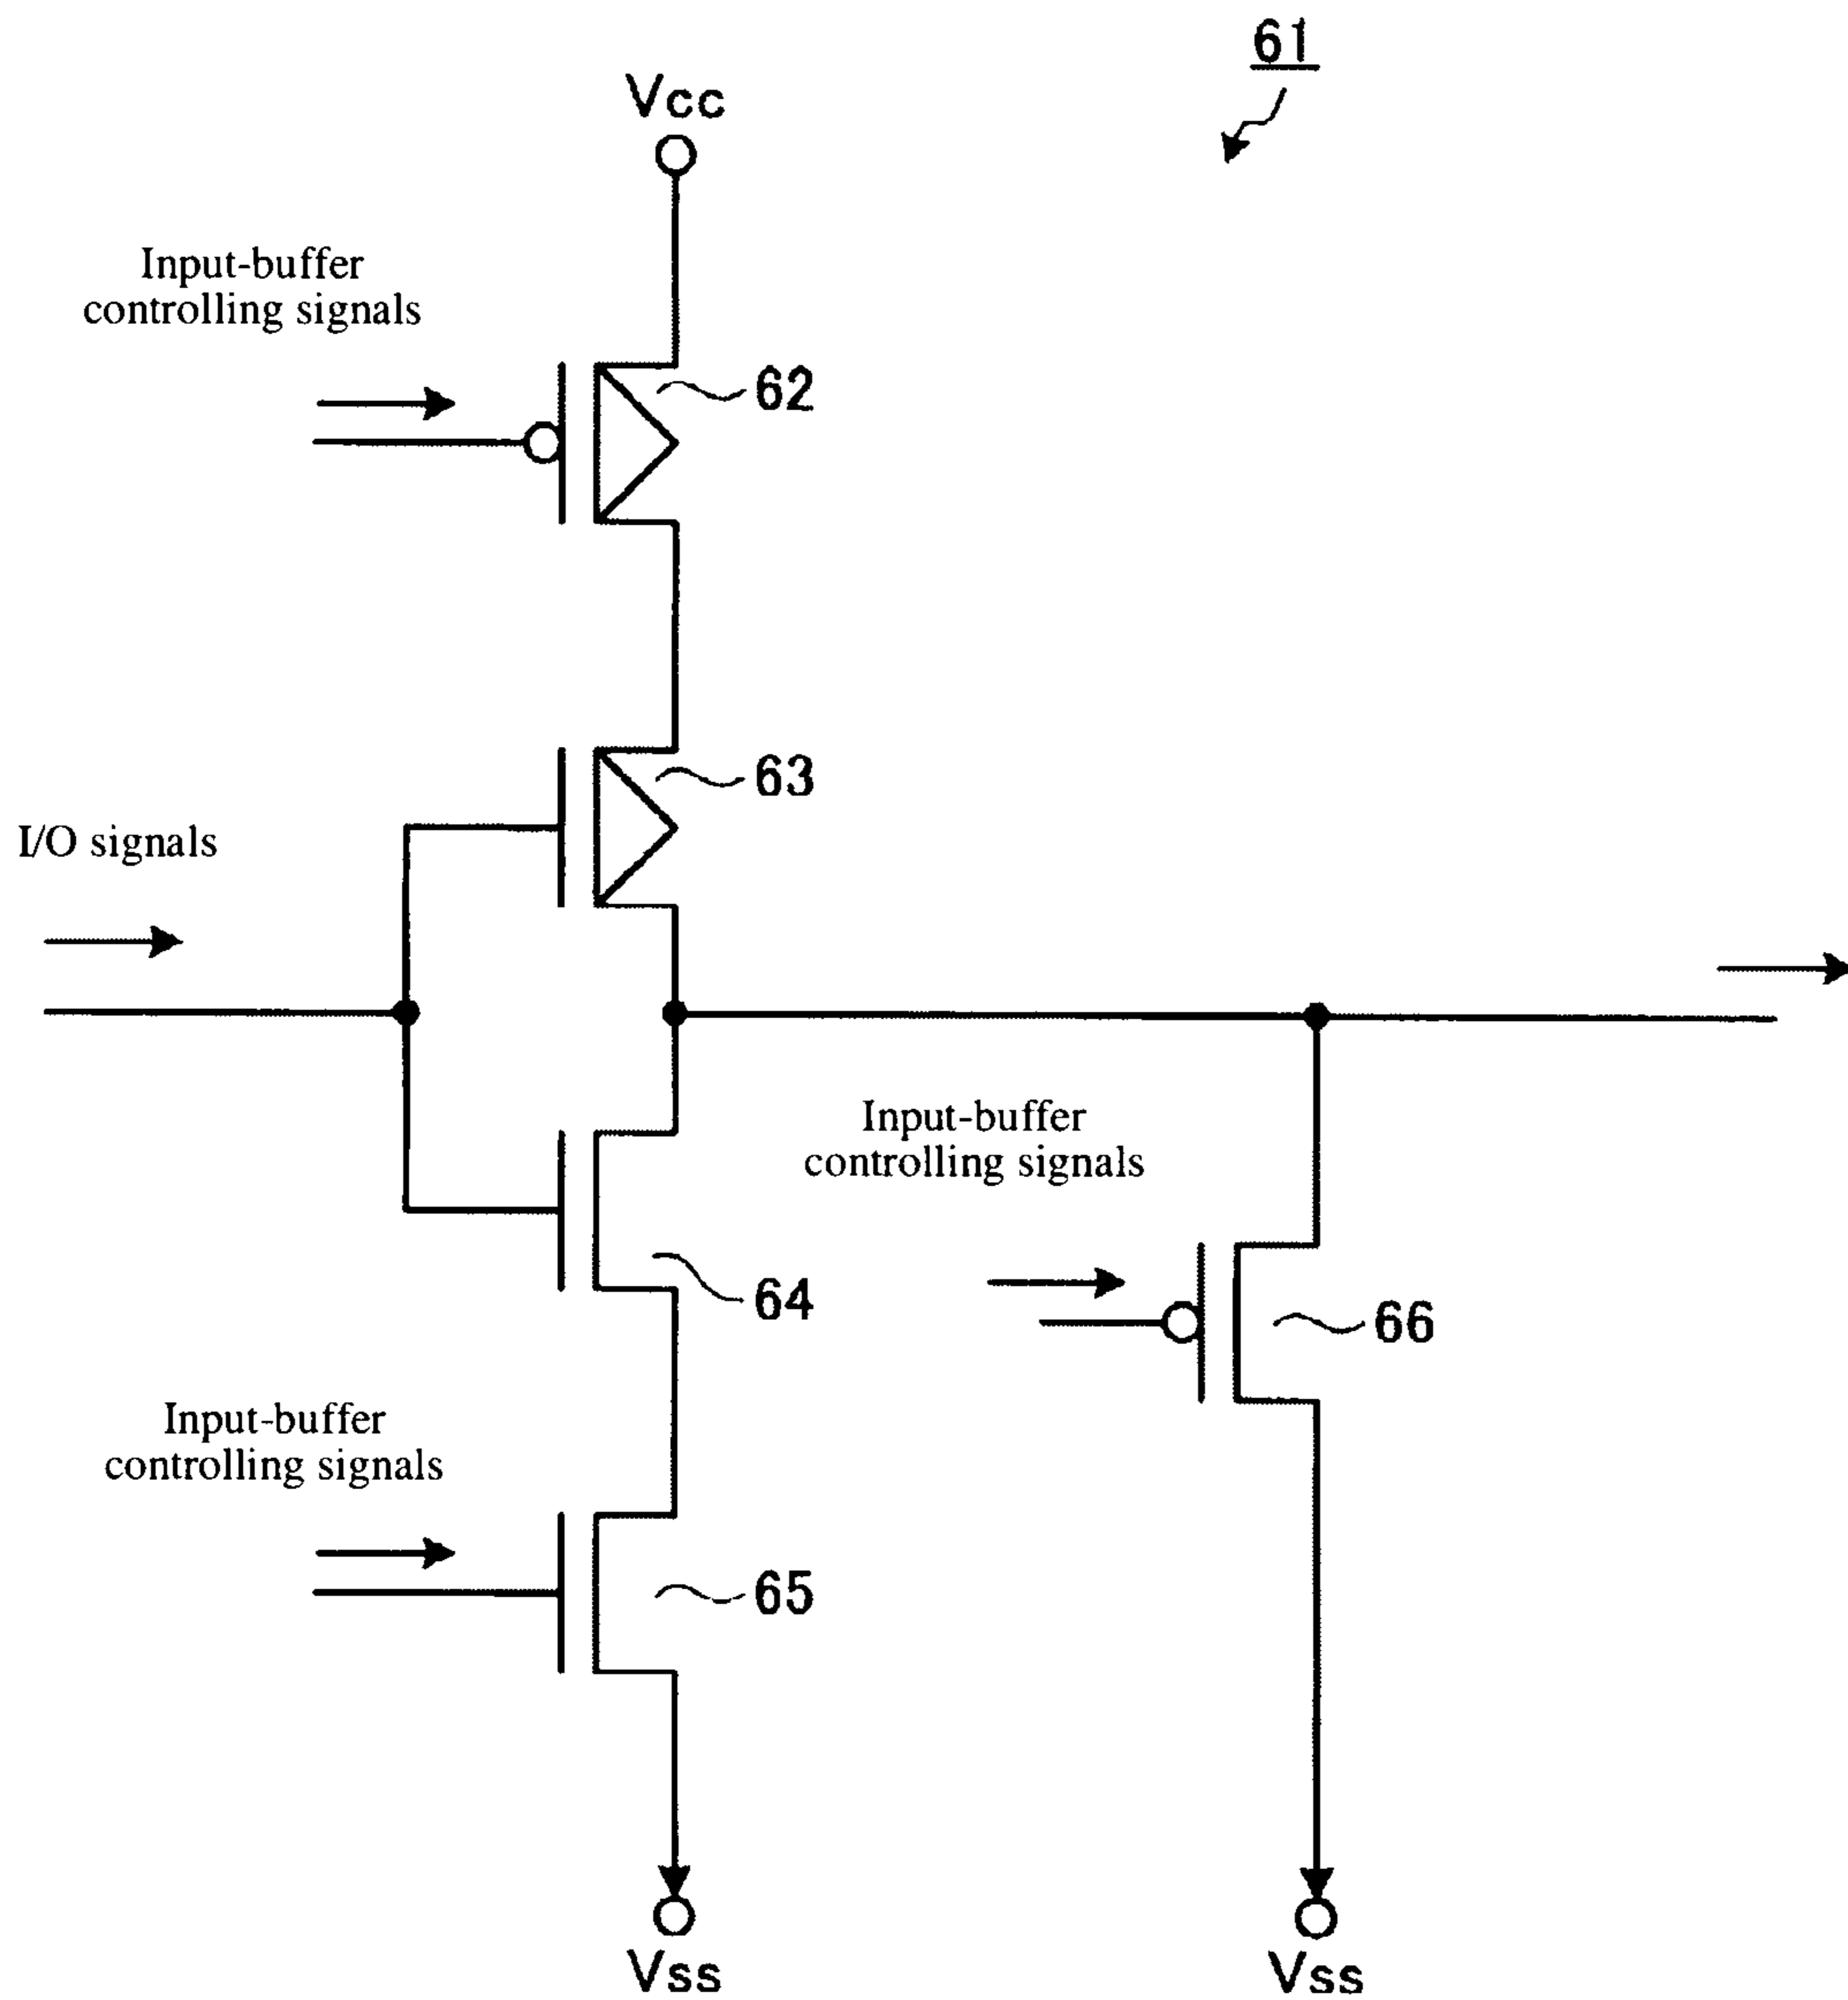 61
Vcc
Input-buffer
controlling signals
62
63
I/O signals
Input-buffer
controlling signals
64
66
Input-buffer
controlling signals
65
Vss
Vss